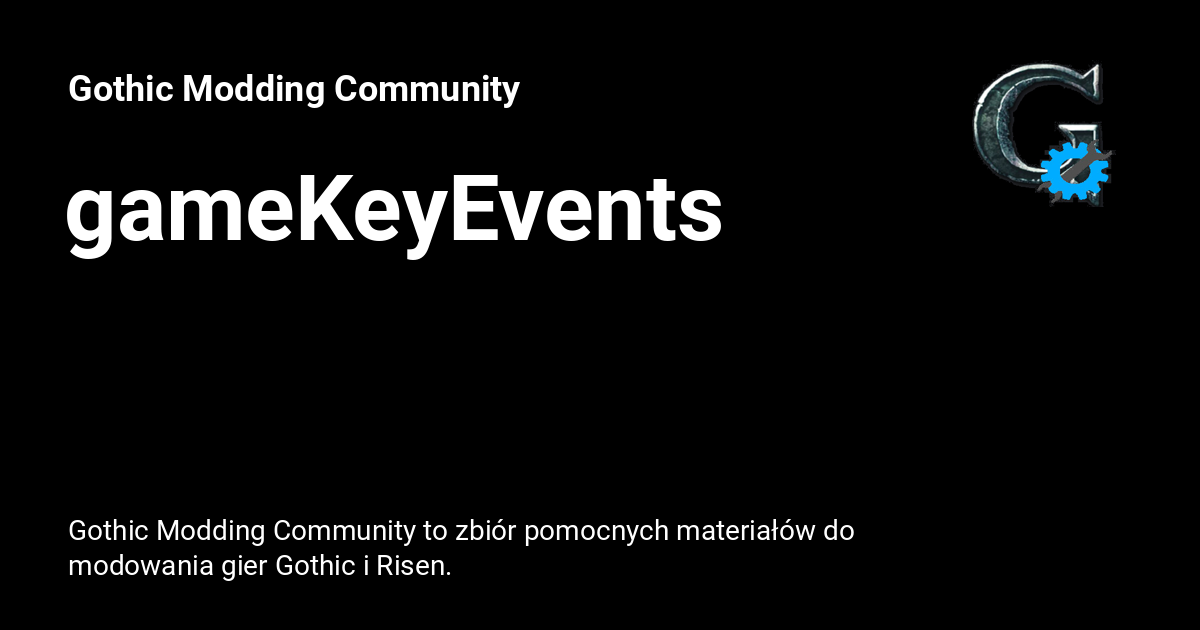 Gothic Modding Community
gameKeyEvents
Gothic Modding Community to zbiór pomocnych materiałów do
modowania gier Gothic i Risen.